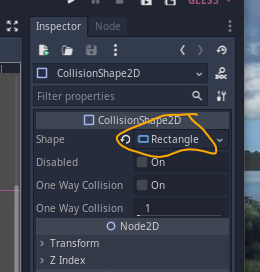 Inspector
Node
CollisionShape2D
Filter properties
CollisionShape2D
Shape Rectangle
Disabled On
One Way Collision On
One Way Collision 1
Node2D
Transform
Z Index